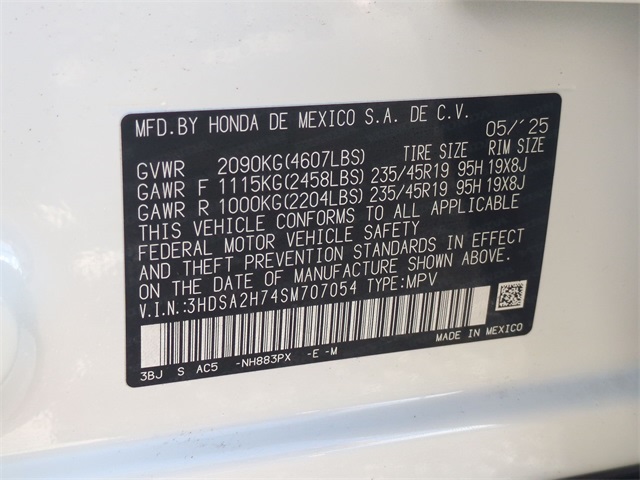 MFD.BY HONDA DE MEXICO S.A. DE C.V.
05/'25
GVWR 2090KG(4607LBS) TIRE SIZE RIM SIZE
GAWR F 1115KG(2458LBS) 235/45R19 95H 19X8J
GAWR R 1000KG(2204LBS) 235/45R19 95H 19X8J
THIS VEHICLE CONFORMS TO ALL APPLICABLE
FEDERAL MOTOR VEHICLE SAFETY
AND THEFT PREVENTION STANDARDS IN EFFECT
ON THE DATE OF MANUFACTURE SHOWN ABOVE.
V.I.N.:3HDSA2H74SM707054 TYPE:MPV
MADE IN MEXICO
3BJ S AC5 -NH883PX -E -M